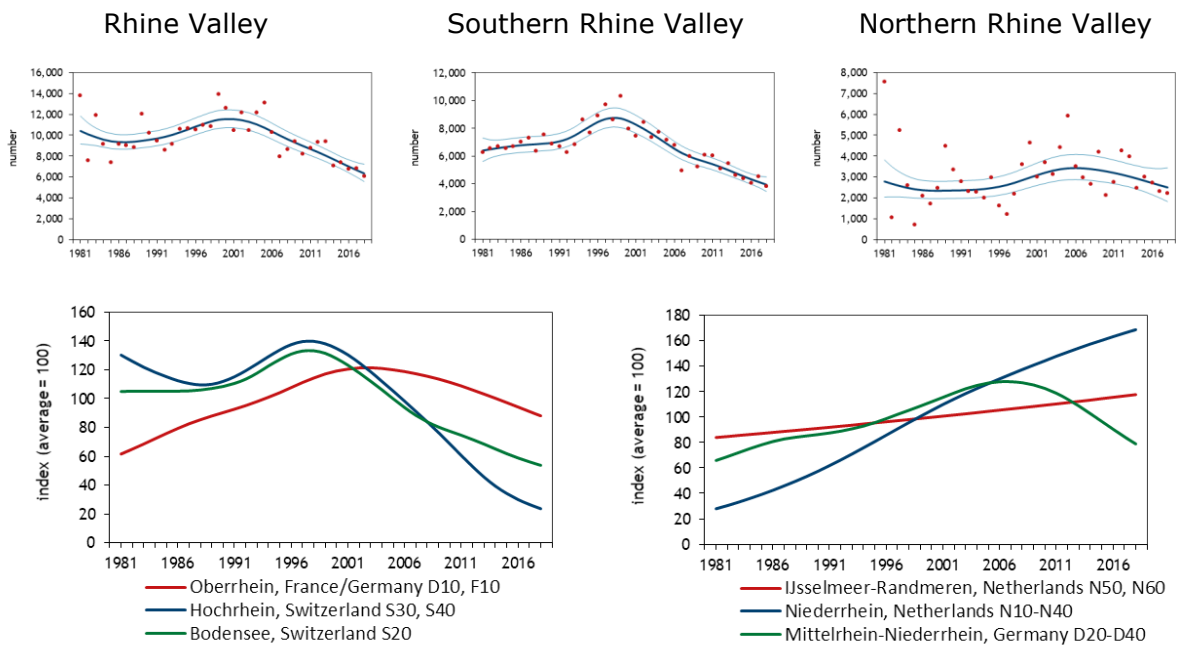 Rhine Valley
Southern Rhine Valley
Northern Rhine Valley
number
16,000
14,000
12,000
10,000
8,000
6,000
4,000
2,000
0
1981 1986 1991 1996 2001 2006 2011 2016
number
12,000
10,000
8,000
6,000
4,000
2,000
0
1981 1986 1991 1996 2001 2006 2011 2016
number
8,000
7,000
6,000
5,000
4,000
3,000
2,000
1,000
0
1981 1986 1991 1996 2001 2006 2011 2016
index (average = 100)
160
140
120
100
80
60
40
20
0
1981 1986 1991 1996 2001 2006 2011 2016
Oberrhein, France/Germany D10, F10
Hochrhein, Switzerland S30, S40
Bodensee, Switzerland S20
index (average = 100)
180
160
140
120
100
80
60
40
20
0
1981 1986 1991 1996 2001 2006 2011 2016
IJsselmeer-Randmeren, Netherlands N50, N60
Niederrhein, Netherlands N10-N40
Mittelrhein-Niederrhein, Germany D20-D40